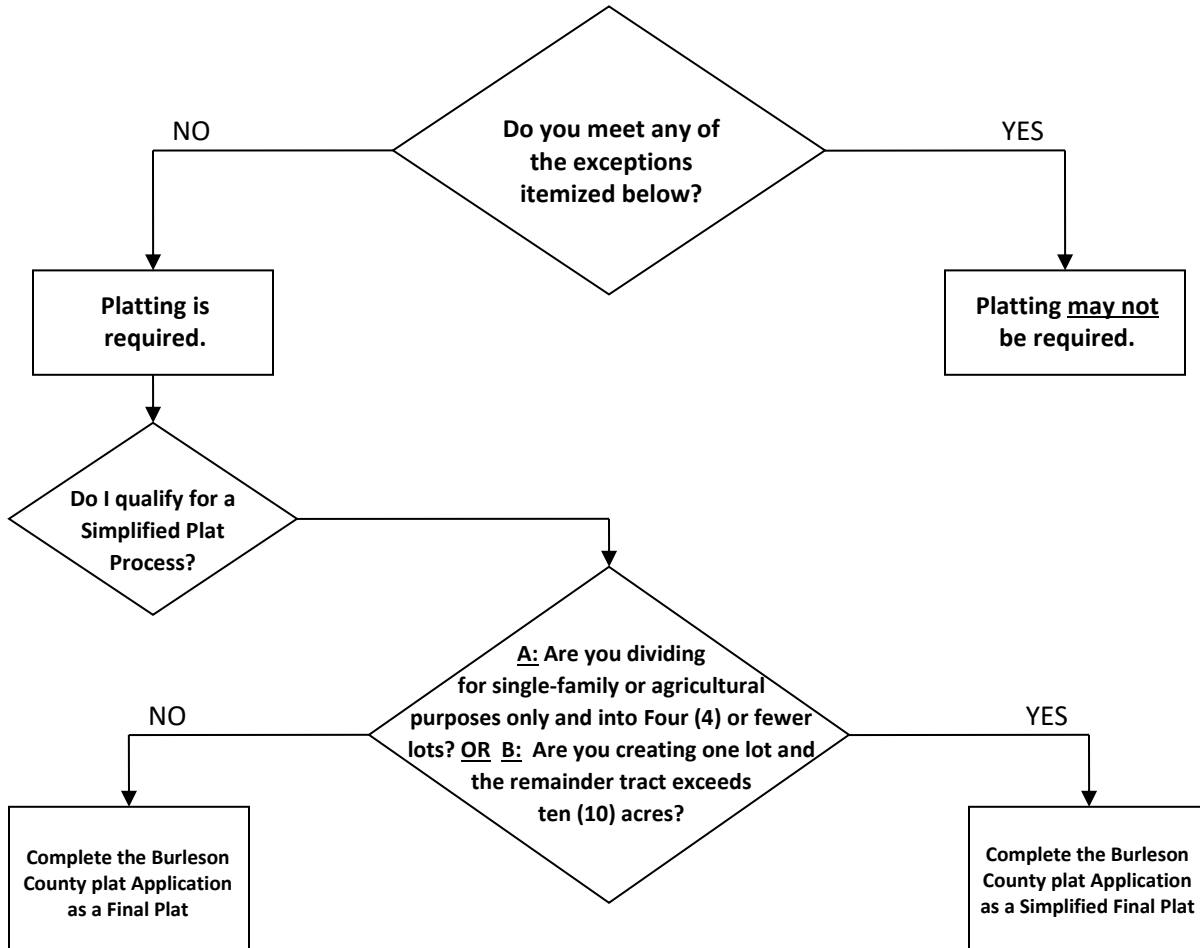 Do you meet any of
the exceptions
itemized below?
NO
YES
Platting is
required.
Platting may not
be required.
Do I qualify for a
Simplified Plat
Process?
A: Are you dividing
for single-family or agricultural
purposes only and into Four (4) or fewer
lots? OR B: Are you creating one lot and
the remainder tract exceeds
ten (10) acres?
NO
YES
Complete the Burleson
County plat Application
as a Final Plat
Complete the Burleson
County plat Application
as a Simplified Final Plat